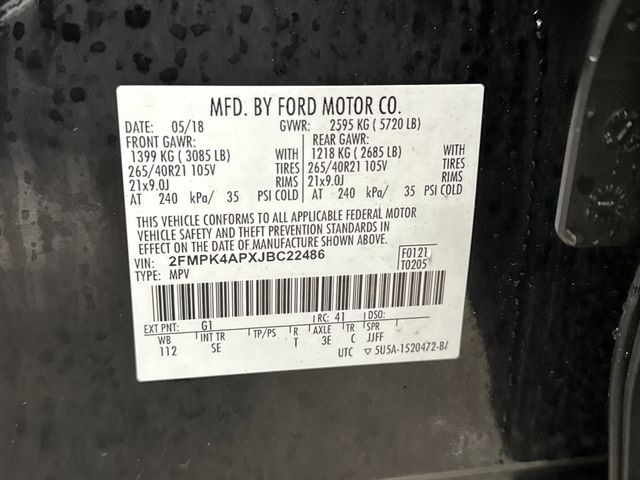 MFD. BY FORD MOTOR CO.
DATE: 05/18 GVWR: 2595 KG ( 5720 LB)
FRONT GAWR: REAR GAWR:
1399 KG ( 3085 LB) WITH 1218 KG ( 2685 LB) WITH
265/40R21 105V TIRES 265/40R21 105V TIRES
21x9.0J RIMS 21x9.0J RIMS
AT 240 kPa/ 35 PSI COLD AT 240 kPa/ 35 PSI COLD
THIS VEHICLE CONFORMS TO ALL APPLICABLE FEDERAL MOTOR
VEHICLE SAFETY AND THEFT PREVENTION STANDARDS IN
EFFECT ON THE DATE OF MANUFACTURE SHOWN ABOVE.
VIN: 2FMPK4APXJBC22486 F0121
TYPE: MPV T0205
RC: 41 DSO:
EXT PNT: G1
WB INT TR TP/PS R AXLE TR SPR
112 SE T 3E C JJFF
UTC ▽ 5U5A-1520472-BA